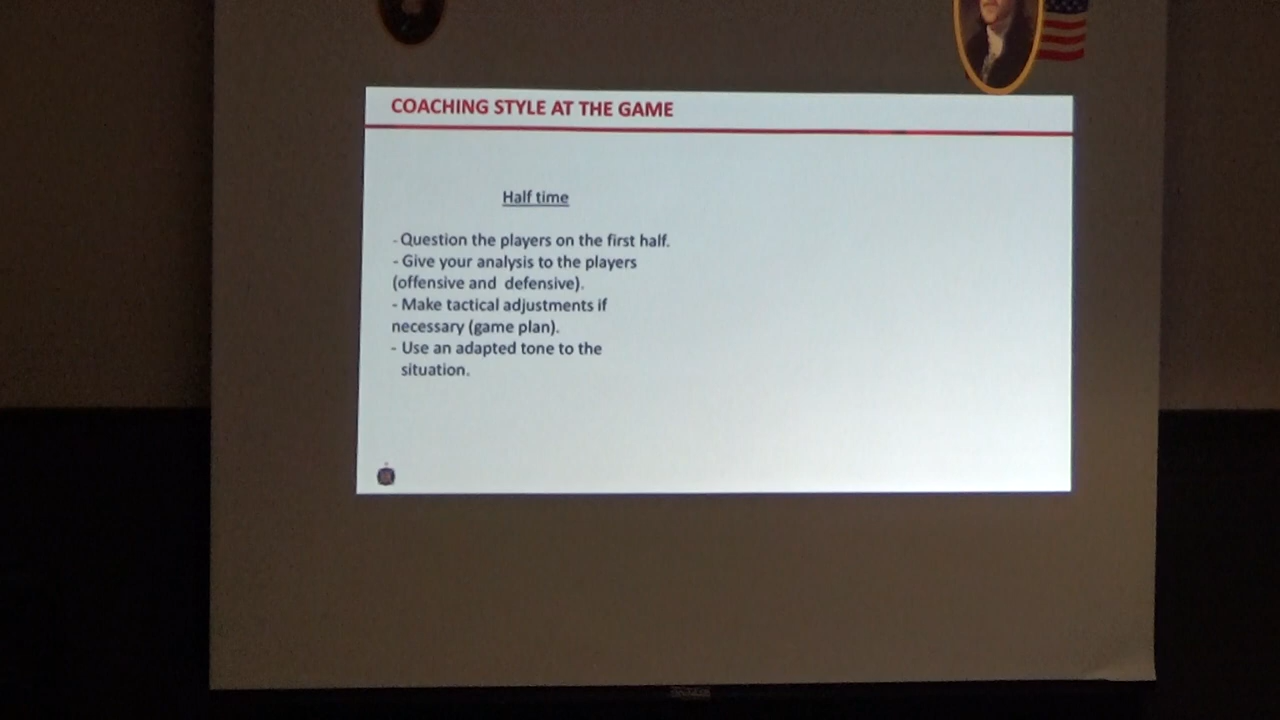 COACHING STYLE AT THE GAME
Half time
- Question the players on the first half.
- Give your analysis to the players
(offensive and defensive).
- Make tactical adjustments if
necessary (game plan).
- Use an adapted tone to the
situation.